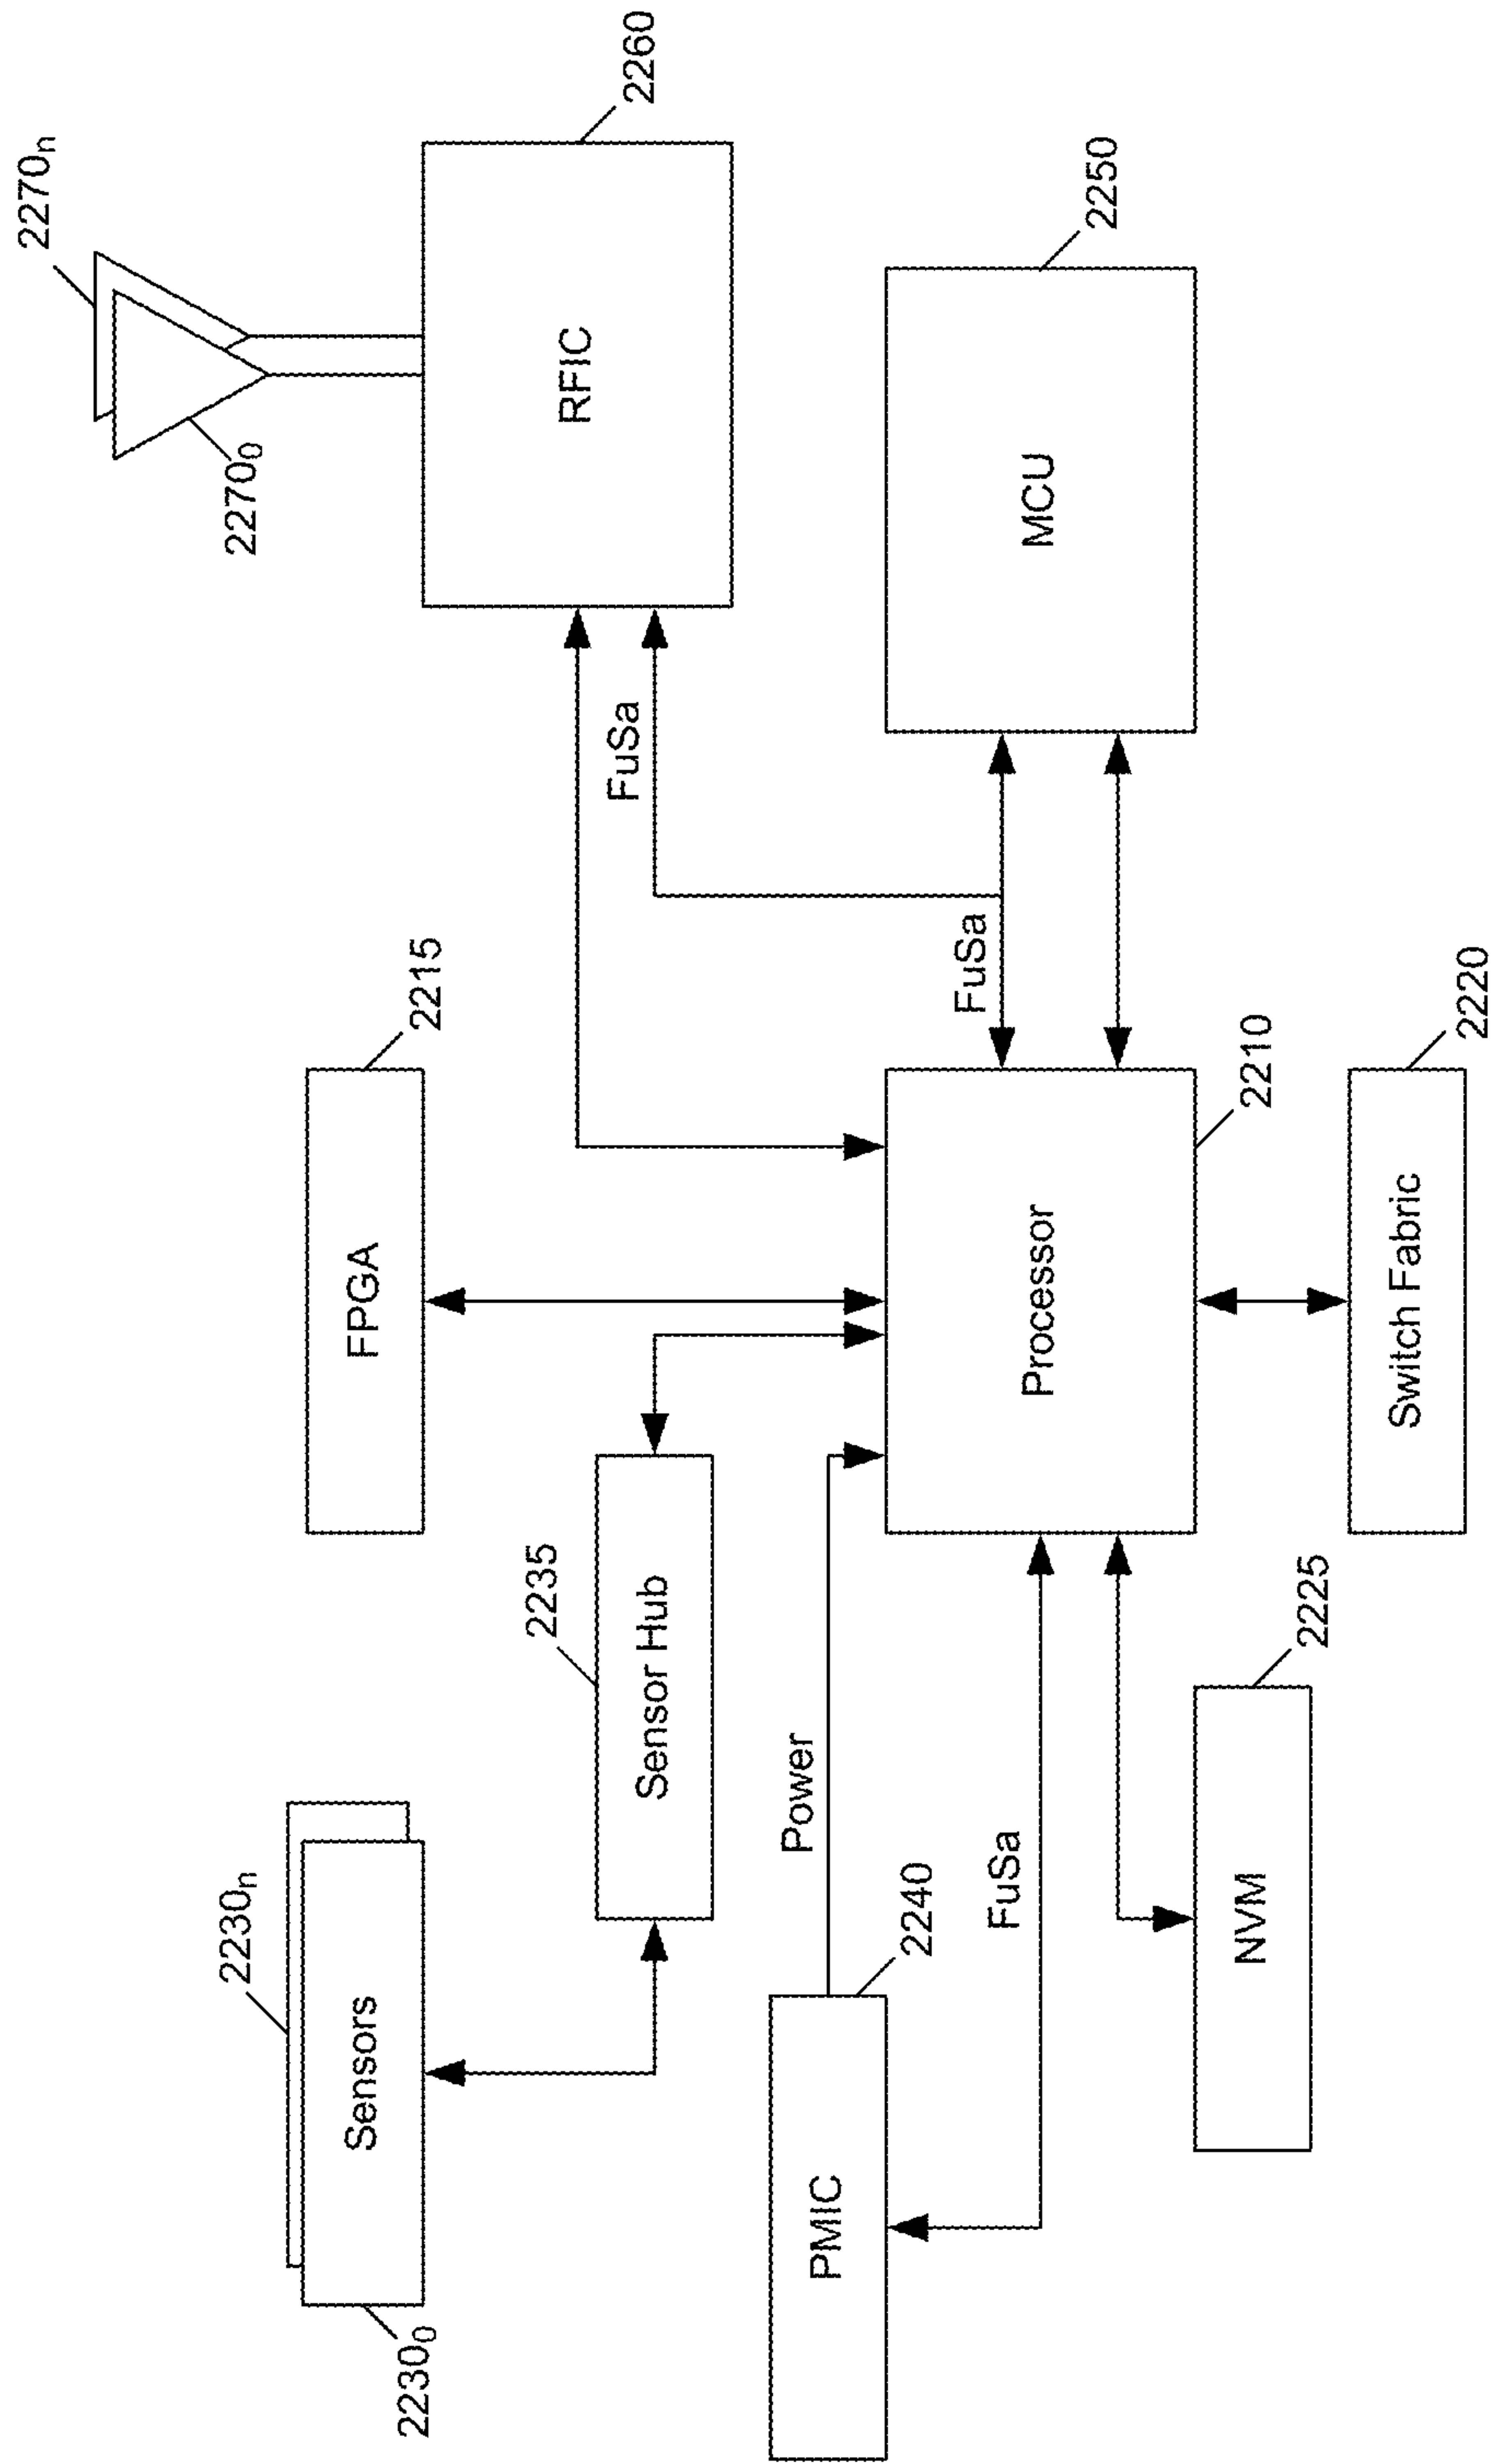 2270ₙ
2270₀
2260
RFIC
2230ₙ
Sensors
2230₀
2235
Sensor Hub
FPGA
2215
FuSa
Power
PMIC
2240
FuSa
Processor
2210
FuSa
MCU
2250
NVM
2225
Switch Fabric
2220